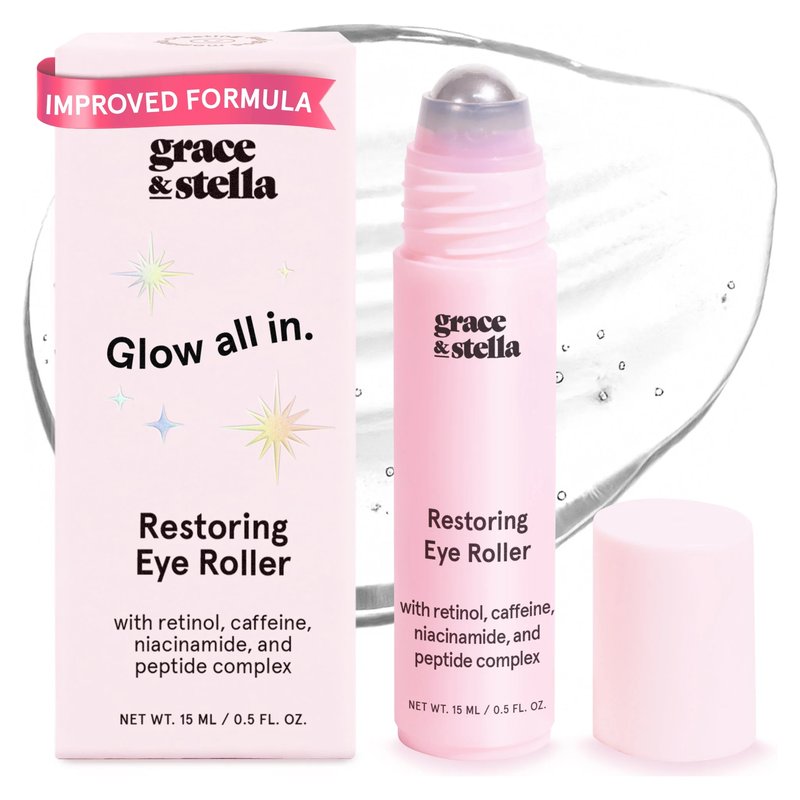 IMPROVED FORMULA
grace
& stella
Glow all in.
Restoring
Eye Roller
with retinol, caffeine,
niacinamide, and
peptide complex
NET WT. 15 ML / 0.5 FL. OZ.
grace
& stella
Restoring
Eye Roller
with retinol, caffeine,
niacinamide, and
peptide complex
NET WT. 15 ML / 0.5 FL. OZ.